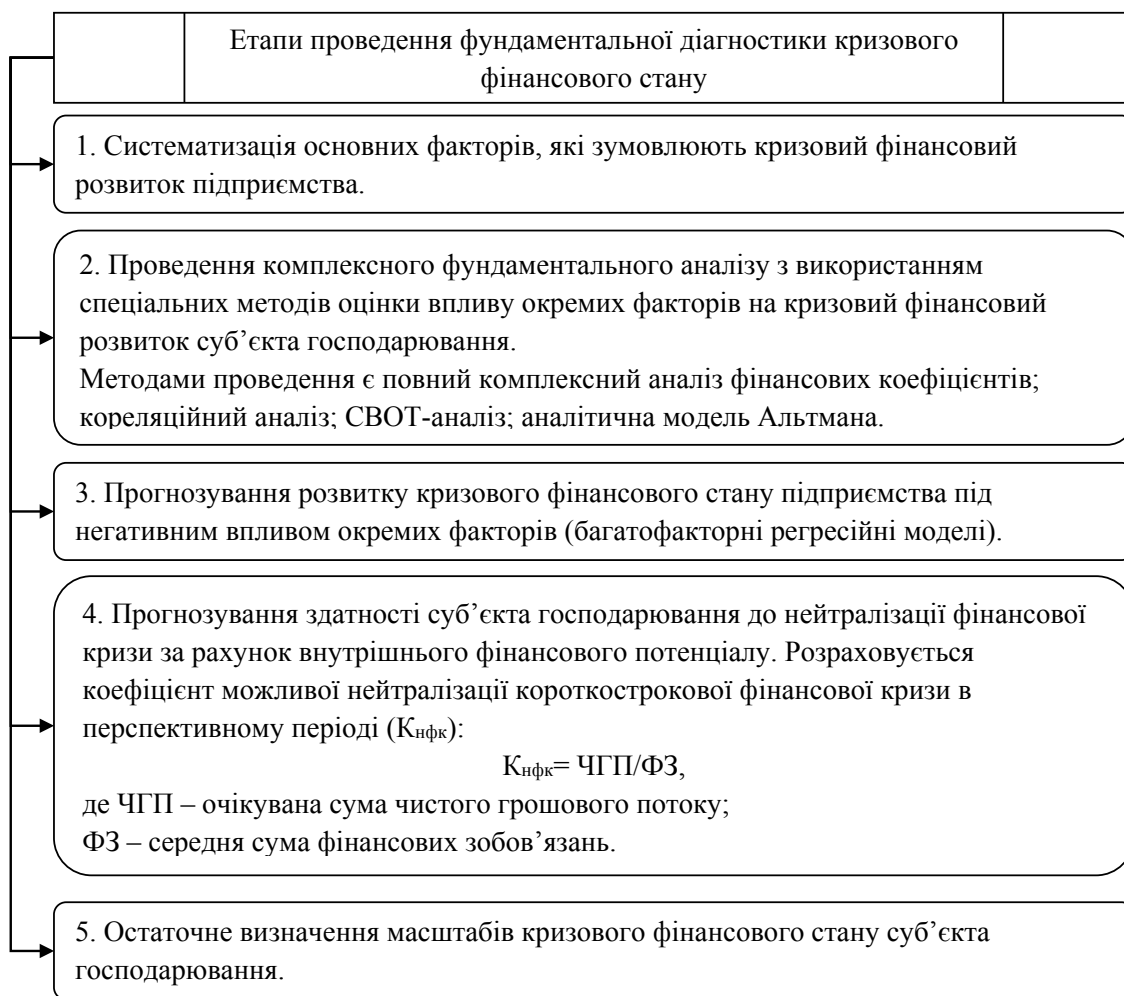 Етапи проведення фундаментальної діагностики кризового
фінансового стану
1. Систематизація основних факторів, які зумовлюють кризовий фінансовий
розвиток підприємства.
2. Проведення комплексного фундаментального аналізу з використанням
спеціальних методів оцінки впливу окремих факторів на кризовий фінансовий
розвиток суб’єкта господарювання.
Методами проведення є повний комплексний аналіз фінансових коефіцієнтів;
кореляційний аналіз; СВОТ-аналіз; аналітична модель Альтмана.
3. Прогнозування розвитку кризового фінансового стану підприємства під
негативним впливом окремих факторів (багатофакторні регресійні моделі).
4. Прогнозування здатності суб’єкта господарювання до нейтралізації фінансової
кризи за рахунок внутрішнього фінансового потенціалу. Розраховується
коефіцієнт можливої нейтралізації короткострокової фінансової кризи в
перспективному періоді (Кнфк):
Кнфк= ЧГП/ФЗ,
де ЧГП – очікувана сума чистого грошового потоку;
ФЗ – середня сума фінансових зобов’язань.
5. Остаточне визначення масштабів кризового фінансового стану суб’єкта
господарювання.